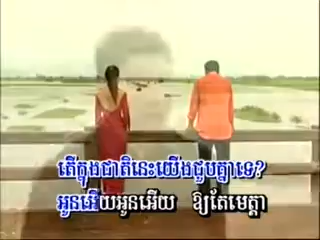 តើក្នុងជាតិនេះយើងជួបគ្នាទេ?
អូនអើយអូនអើយ ឱ្យតែមេត្តា